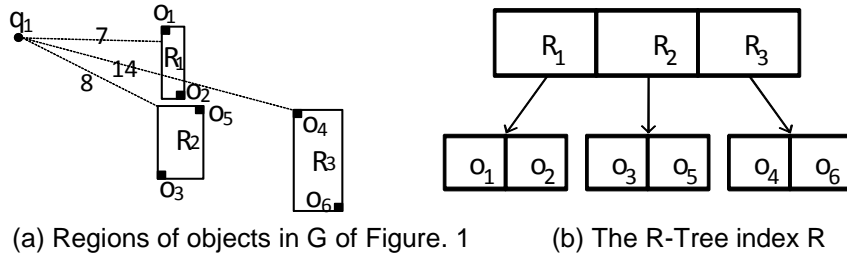 q1
o1
7
R1
14
8
o2
o5
R2
o3
o4
R3
o6
R1 R2 R3
o1 o2 o3 o5 o4 o6
(a) Regions of objects in G of Figure. 1
(b) The R-Tree index R